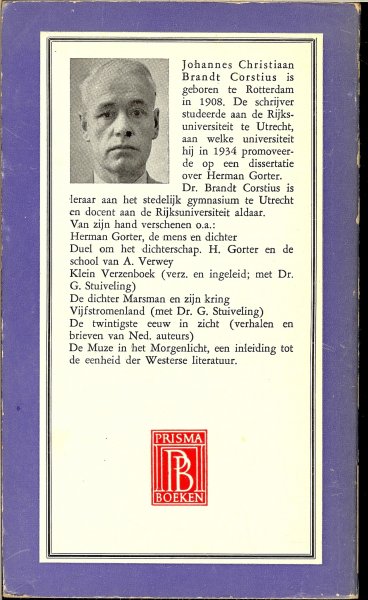 Johannes Christiaan
Brandt Corstius is
geboren te Rotterdam
in 1908. De schrijver
studeerde aan de Rijks-
universiteit te Utrecht,
aan welke universiteit
hij in 1934 promoveer-
de op een dissertatie
over Herman Gorter.
Dr. Brandt Corstius is
leraar aan het stedelijk gymnasium te Utrecht
en docent aan de Rijksuniversiteit aldaar.
Van zijn hand verschenen o.a.:
Herman Gorter, de mens en dichter
Duel om het dichterschap. H. Gorter en de
school van A. Verwey
Klein Verzenboek (verz. en ingeleid; met Dr.
G. Stuiveling)
De dichter Marsman en zijn kring
Vijfstromenland (met Dr. G. Stuiveling)
De twintigste eeuw in zicht (verhalen en
brieven van Ned. auteurs)
De Muze in het Morgenlicht, een inleiding tot
de eenheid der Westerse literatuur.
PRISMA
PB
BOEKEN